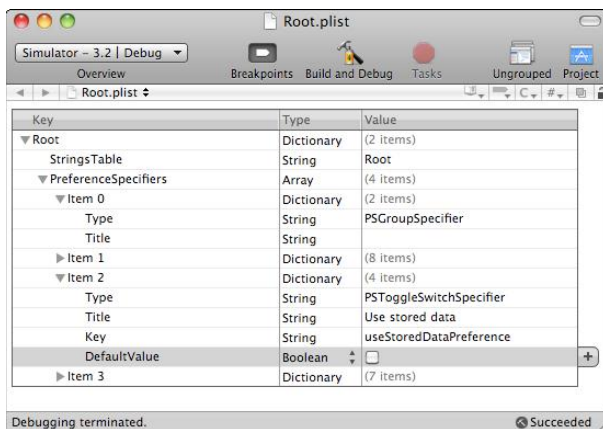 Root.plist
Simulator - 3.2 | Debug
Overview Breakpoints Build and Debug Tasks Ungrouped Project
Root.plist
C #
Key Type Value
Root Dictionary (2 items)
StringsTable String Root
PreferenceSpecifiers Array (4 items)
Item 0 Dictionary (2 items)
Type String PSGroupSpecifier
Title String
Item 1 Dictionary (8 items)
Item 2 Dictionary (4 items)
Type String PSToggleSwitchSpecifier
Title String Use stored data
Key String useStoredDataPreference
DefaultValue Boolean
Item 3 Dictionary (7 items)
Debugging terminated. Succeeded